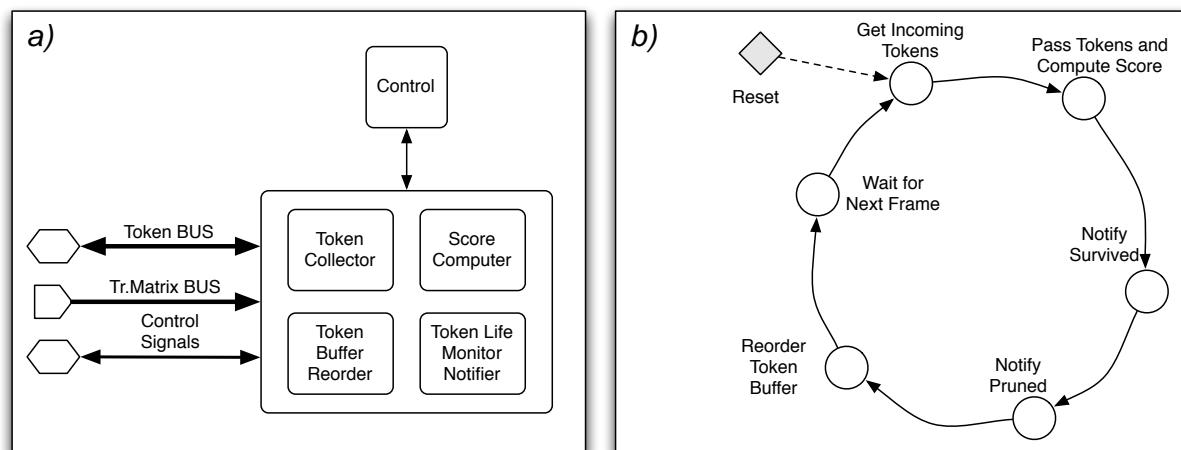 a)
Control
Token BUS
Tr.Matrix BUS
Control
Signals
Token
Collector
Score
Computer
Token
Buffer
Reorder
Token Life
Monitor
Notifier
b)
Reset
Get Incoming
Tokens
Pass Tokens and
Compute Score
Notify
Survived
Notify
Pruned
Reorder
Token
Buffer
Wait for
Next Frame